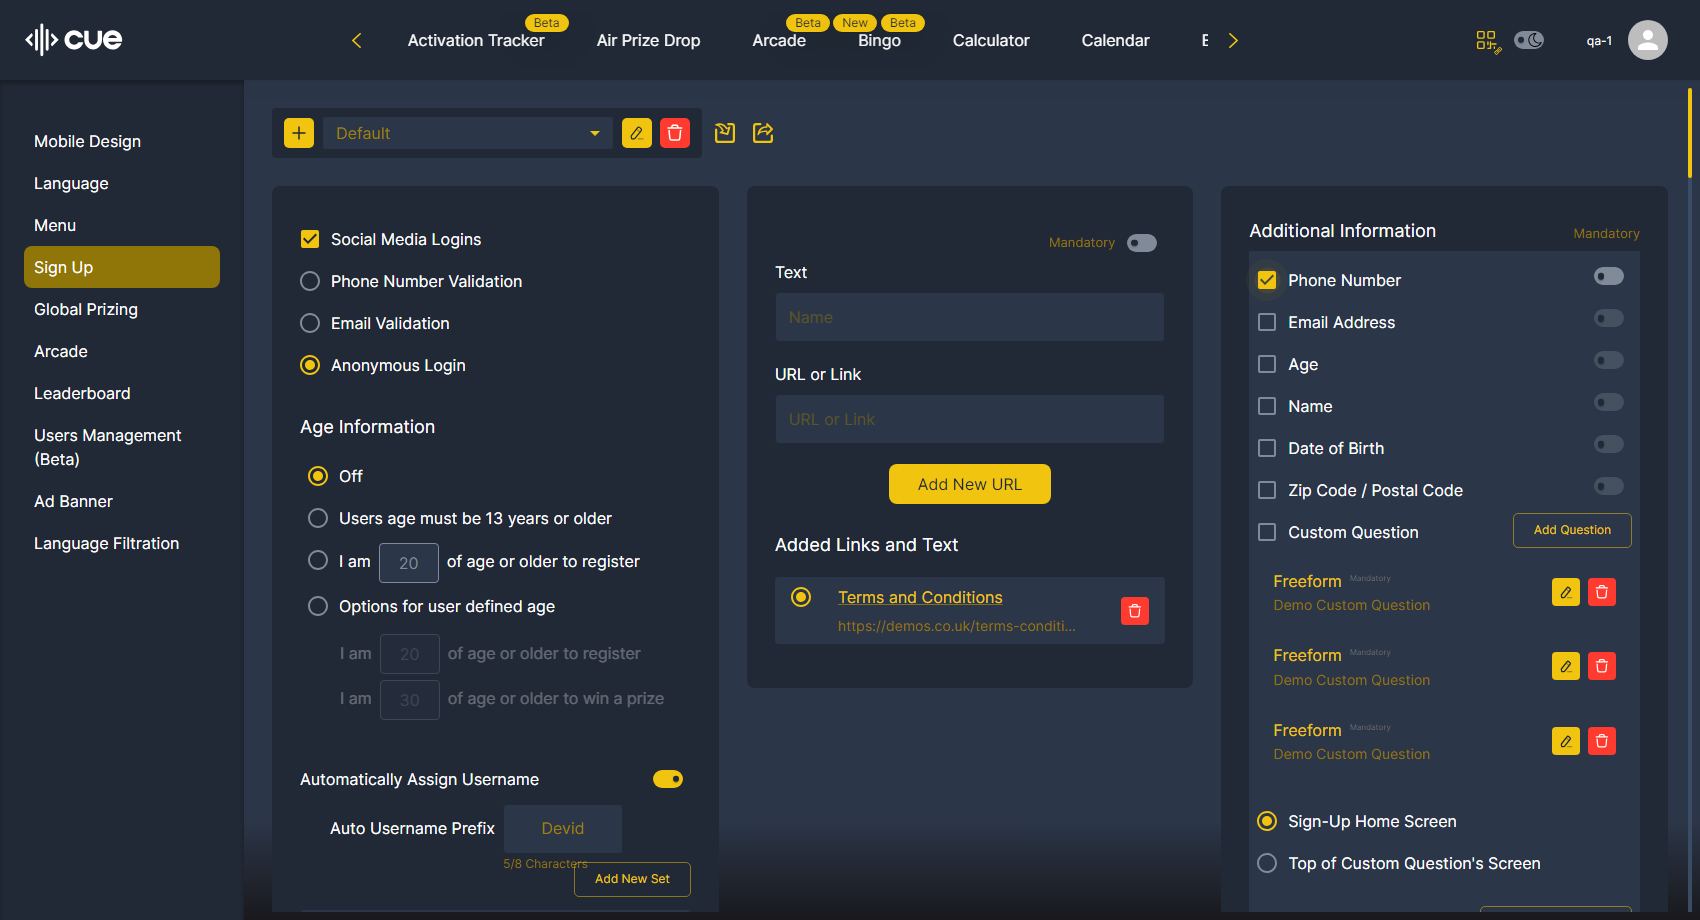 cue
Activation Tracker
Beta
Air Prize Drop
Arcade
Beta
Bingo
New
Beta
Calculator
Calendar
qa-1
Mobile Design
Language
Menu
Sign Up
Global Prizing
Arcade
Leaderboard
Users Management
(Beta)
Ad Banner
Language Filtration
Default
Social Media Logins
Phone Number Validation
Email Validation
Anonymous Login
Age Information
Off
Users age must be 13 years or older
I am 20 of age or older to register
Options for user defined age
I am 20 of age or older to register
I am 30 of age or older to win a prize
Automatically Assign Username
Auto Username Prefix Devid
5/8 Characters
Add New Set
Mandatory
Text
Name
URL or Link
URL or Link
Add New URL
Added Links and Text
Terms and Conditions
https://demos.co.uk/terms-conditi...
Additional Information
Mandatory
Phone Number
Email Address
Age
Name
Date of Birth
Zip Code / Postal Code
Custom Question
Add Question
Freeform Mandatory
Demo Custom Question
Freeform Mandatory
Demo Custom Question
Freeform Mandatory
Demo Custom Question
Sign-Up Home Screen
Top of Custom Question's Screen